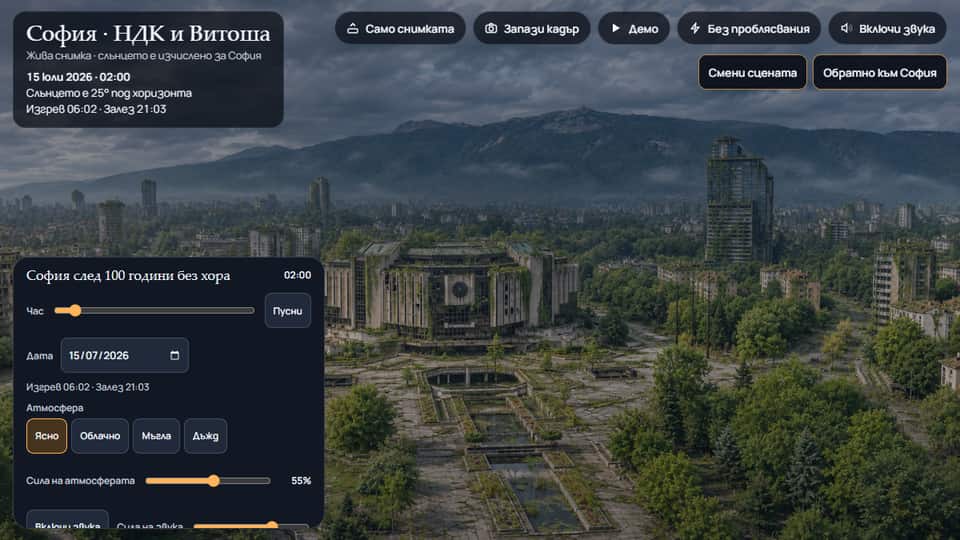 София · НДК и Витоша
Жива снимка · слънцето е изчислено за София
15 юли 2026 · 02:00
Слънцето е 25° под хоризонта
Изгрев 06:02 · Залез 21:03
Само снимката
Запази кадър
Демо
Без проблясвания
Включи звука
Смени сцената
Обратно към София
София след 100 години без хора
02:00
Час
Пусни
Дата
15/07/2026
Изгрев 06:02 · Залез 21:03
Атмосфера
Ясно
Облачно
Мъгла
Дъжд
Сила на атмосферата
55%
Включи звука
Сила на звука